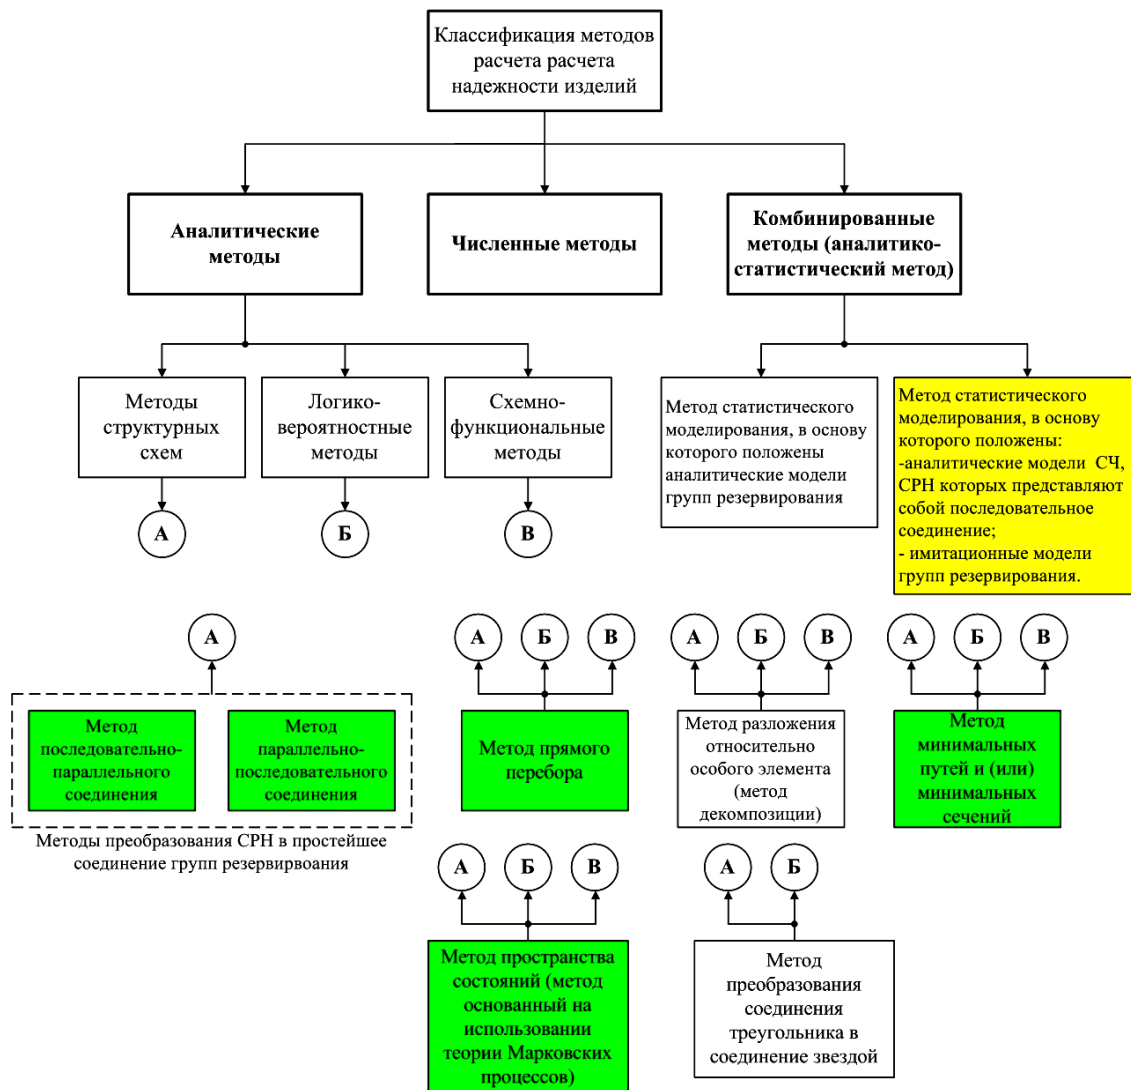 Классификация методов
расчета расчета
надежности изделий
Аналитические
методы
Численные методы
Комбинированные
методы (аналитико-
статистический метод)
Методы
структурных
схем
Логико-
вероятностные
методы
Схемно-
функциональные
методы
Метод статистического
моделирования, в основу
которого положены
аналитические модели
групп резервирования
Метод статистического
моделирования, в основу
которого положены:
-аналитические модели СЧ,
СРН которых представляют
собой последовательное
соединение;
- имитационные модели
групп резервирования.
А
Б
В
А
А
Б
В
А
Б
В
А
Б
В
Метод
последовательно-
параллельного
соединения
Метод
параллельно-
последовательного
соединения
Методы преобразования СРН в простейшее
соединение групп резервирвоания
Метод прямого
перебора
Метод разложения
относительно
особого элемента
(метод
декомпозиции)
Метод
минимальных
путей и (или)
минимальных
сечений
А
Б
В
А
Б
Метод пространства
состояний (метод
основанный на
использовании
теории Марковских
процессов)
Метод
преобразования
соединения
треугольника в
соединение звездой